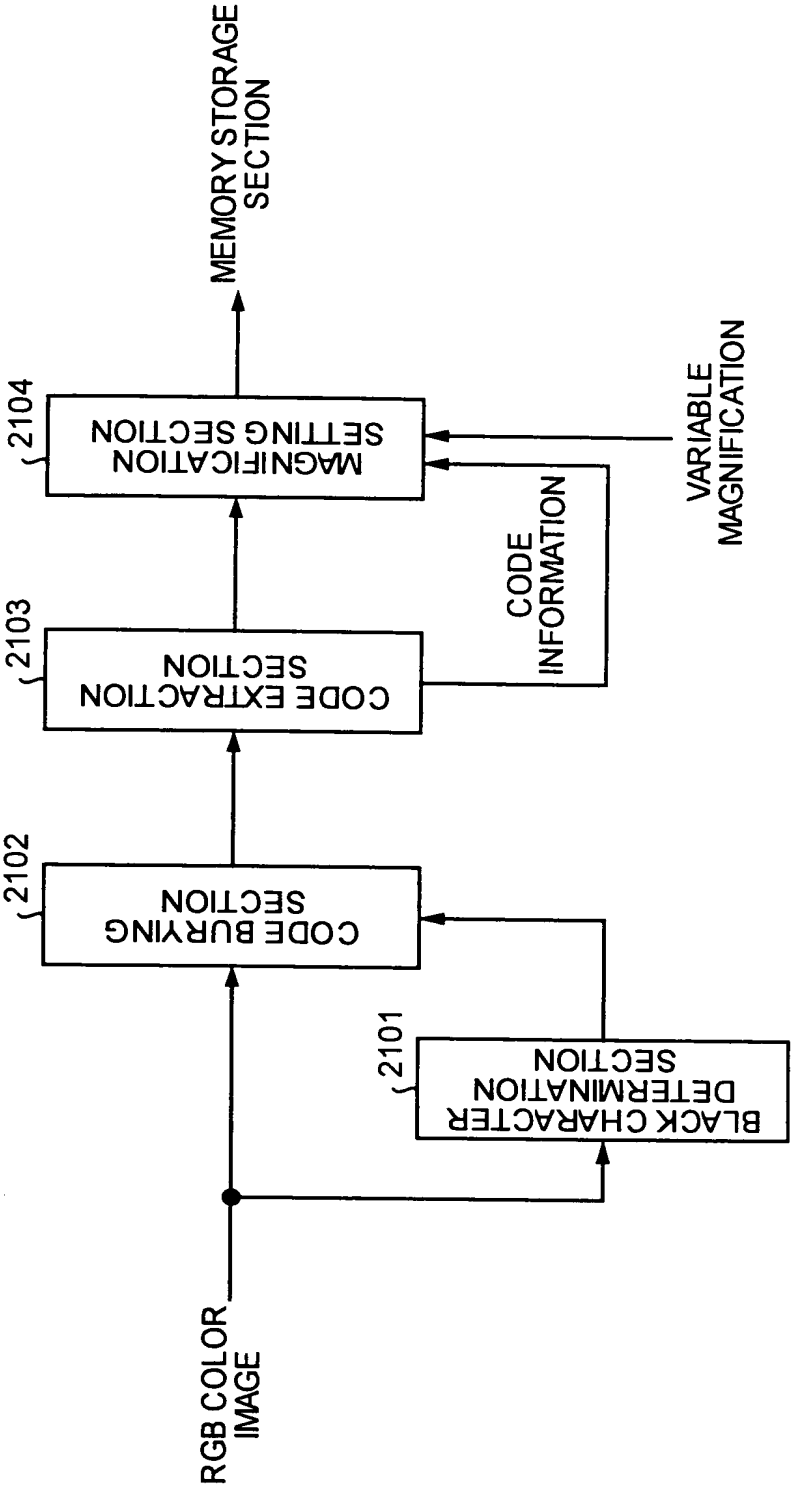 RGB COLOR
IMAGE
2101
BLACK CHARACTER
DETERMINATION
SECTION
2102
CODE BURYING
SECTION
2103
CODE EXTRACTION
SECTION
CODE
INFORMATION
2104
MAGNIFICATION
SETTING SECTION
VARIABLE
MAGNIFICATION
MEMORY STORAGE
SECTION